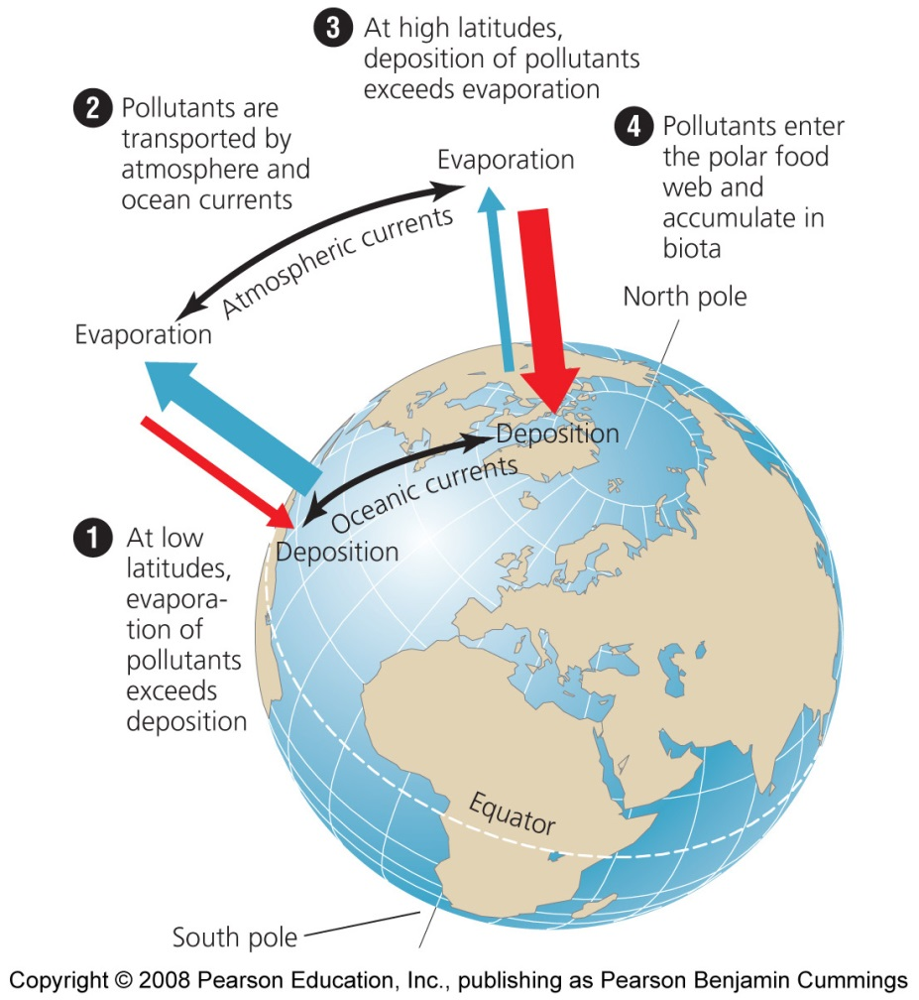 3 At high latitudes,
deposition of pollutants
exceeds evaporation
2 Pollutants are
transported by
atmosphere and
ocean currents
4 Pollutants enter
the polar food
web and
accumulate in
biota
Evaporation
Atmospheric currents
North pole
Evaporation
Deposition
Oceanic currents
Deposition
1 At low
latitudes,
evapora-
tion of
pollutants
exceeds
deposition
Equator
South pole
Copyright © 2008 Pearson Education, Inc., publishing as Pearson Benjamin Cummings